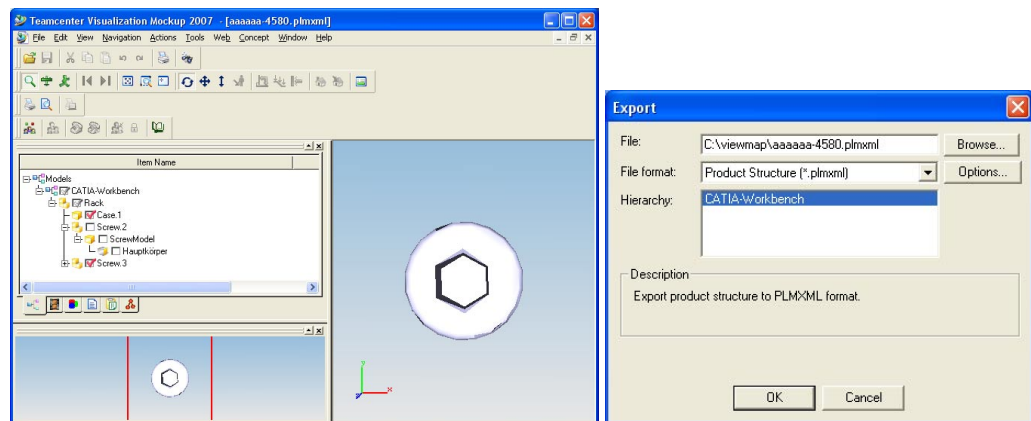 Teamcenter Visualization Mockup 2007 - [aaaaaa-4580.plmxml]
File Edit View Navigation Actions Tools Web Concept Window Help
Item Name
Models
CATIA-Workbench
Rack
Case.1
Screw.2
ScrewModel
Hauptkörper
Screw.3
Y
X
Export
File: C:\viewmap\aaaaaa-4580.plmxml Browse...
File format: Product Structure (*.plmxml) Options...
Hierarchy: CATIA-Workbench
Description
Export product structure to PLMXML format.
OK Cancel